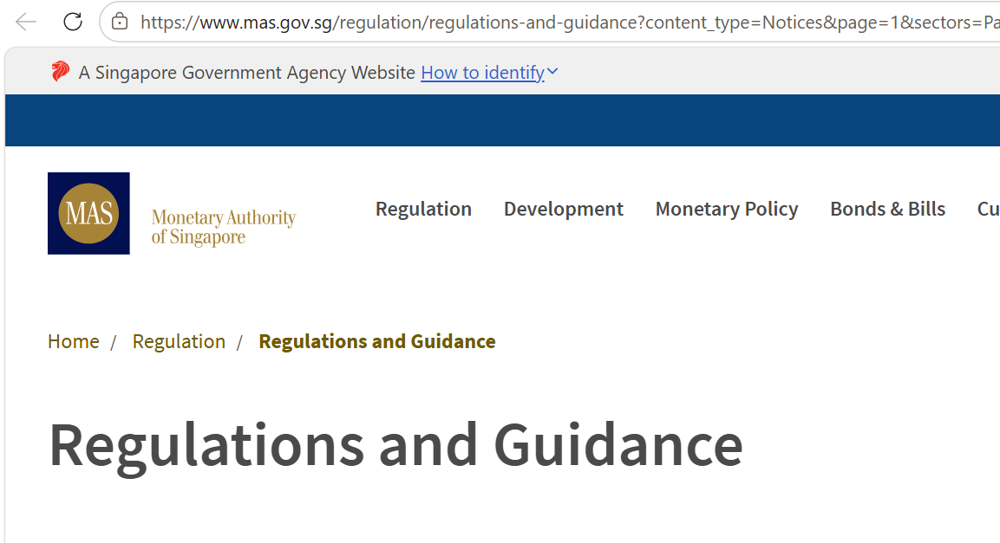 https://www.mas.gov.sg/regulation/regulations-and-guidance?content_type=Notices&page=1&sectors=Pa
A Singapore Government Agency Website How to identify
MAS
Monetary Authority
of Singapore
Regulation Development Monetary Policy Bonds & Bills Cu
Home / Regulation / Regulations and Guidance
Regulations and Guidance